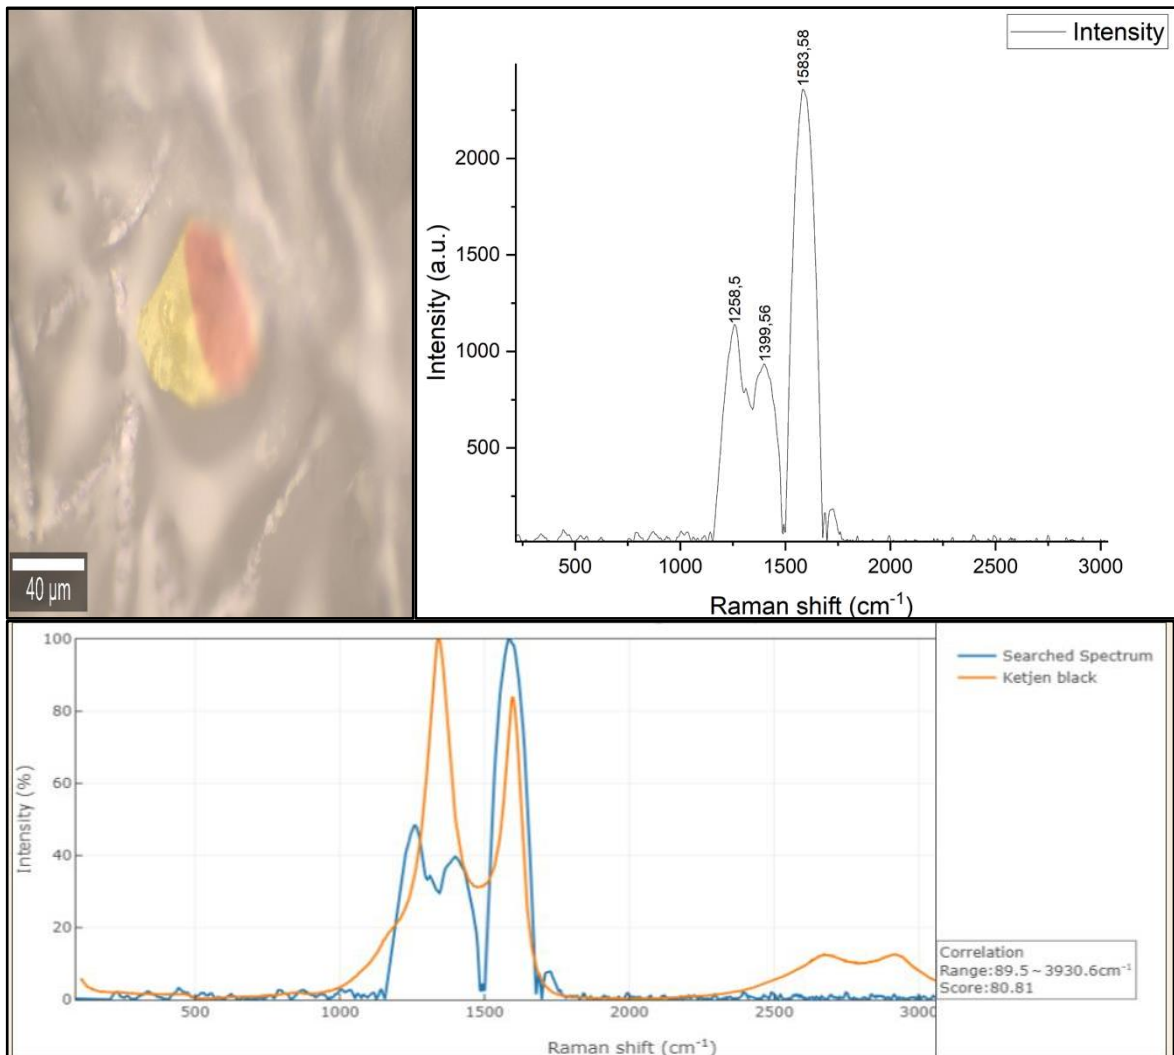 40 µm
Intensity
1583,58
1258,5
1399,56
2000
1500
1000
500
Intensity (a.u.)
500 1000 1500 2000 2500 3000
Raman shift (cm⁻¹)
100
80
60
40
20
0
Intensity (%)
500 1000 1500 2000 2500 3000
Raman shift (cm⁻¹)
Searched Spectrum
Ketjen black
Correlation
Range:89.5~3930.6cm⁻¹
Score:80.81